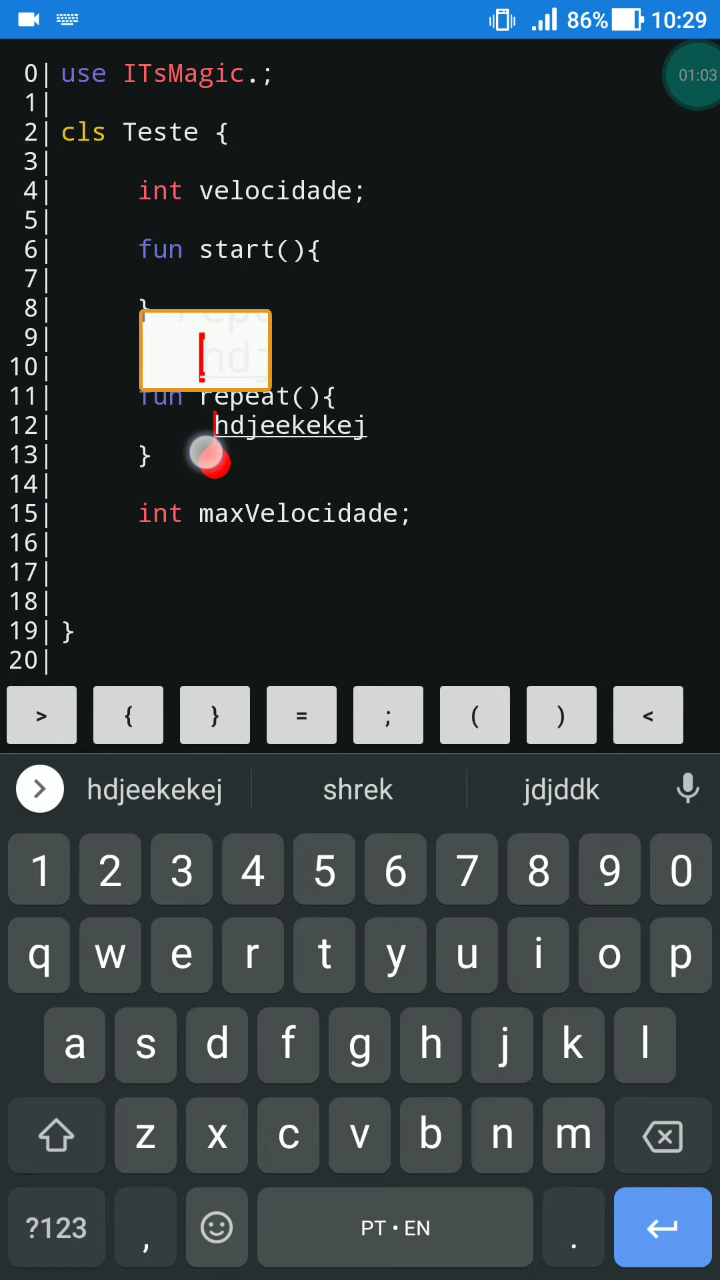 86% 10:29
01:03
0| use ITsMagic.;
1|
2| cls Teste {
3|
4| int velocidade;
5|
6| fun start(){
7|
8| }
9|
10|
11| fun repeat(){
12| hdjeekekej
13| }
14|
15| int maxVelocidade;
16|
17|
18|
19| }
20|
> { } = ; ( ) <
hdjeekekej shrek jdjddk
1 2 3 4 5 6 7 8 9 0
q w e r t y u i o p
a s d f g h j k l
z x c v b n m
?123 , PT • EN .